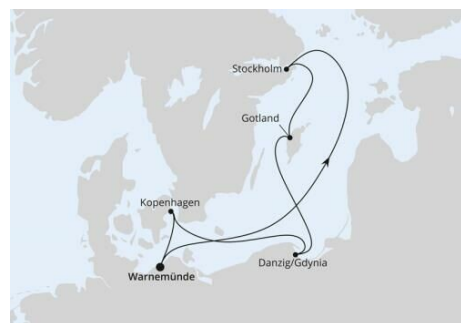 Stockholm
Gotland
Kopenhagen
Danzig/Gdynia
Warnemünde